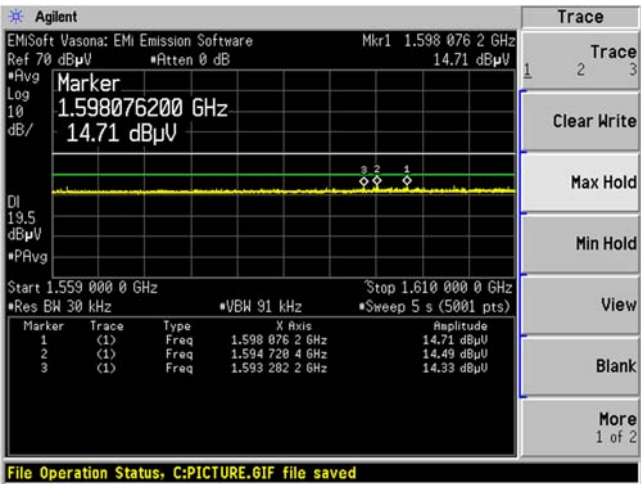 Agilent
Trace
EMiSoft Vasona: EMi Emission Software
Mkr1 1.598 076 2 GHz
Ref 70 dBµV
#Atten 0 dB
14.71 dBµV
#Avg
Log
10
dB/
Marker
1.598076200 GHz
14.71 dBµV
3 2 1
DI
19.5
dBµV
#PAvg
Start 1.559 000 0 GHz
Stop 1.610 000 0 GHz
#Res BW 30 kHz
#VBW 91 kHz
#Sweep 5 s (5001 pts)
Marker Trace Type X Axis Amplitude
1 (1) Freq 1.598 076 2 GHz 14.71 dBµV
2 (1) Freq 1.594 720 4 GHz 14.49 dBµV
3 (1) Freq 1.593 282 2 GHz 14.33 dBµV
File Operation Status, C:PICTURE.GIF file saved
Trace
1 2 3
Clear Write
Max Hold
Min Hold
View
Blank
More
1 of 2